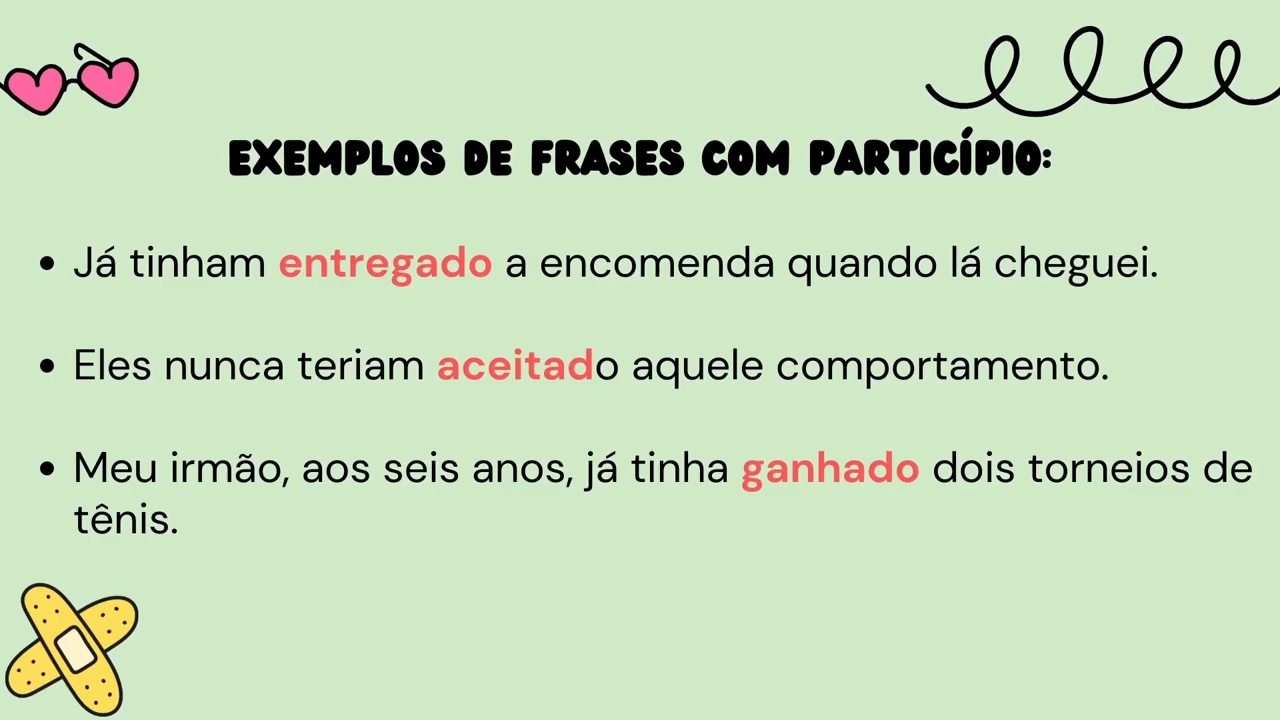 EXEMPLOS DE FRASES COM PARTICÍPIO:
• Já tinham entregado a encomenda quando lá cheguei.
• Eles nunca teriam aceitado aquele comportamento.
• Meu irmão, aos seis anos, já tinha ganhado dois torneios de
tênis.